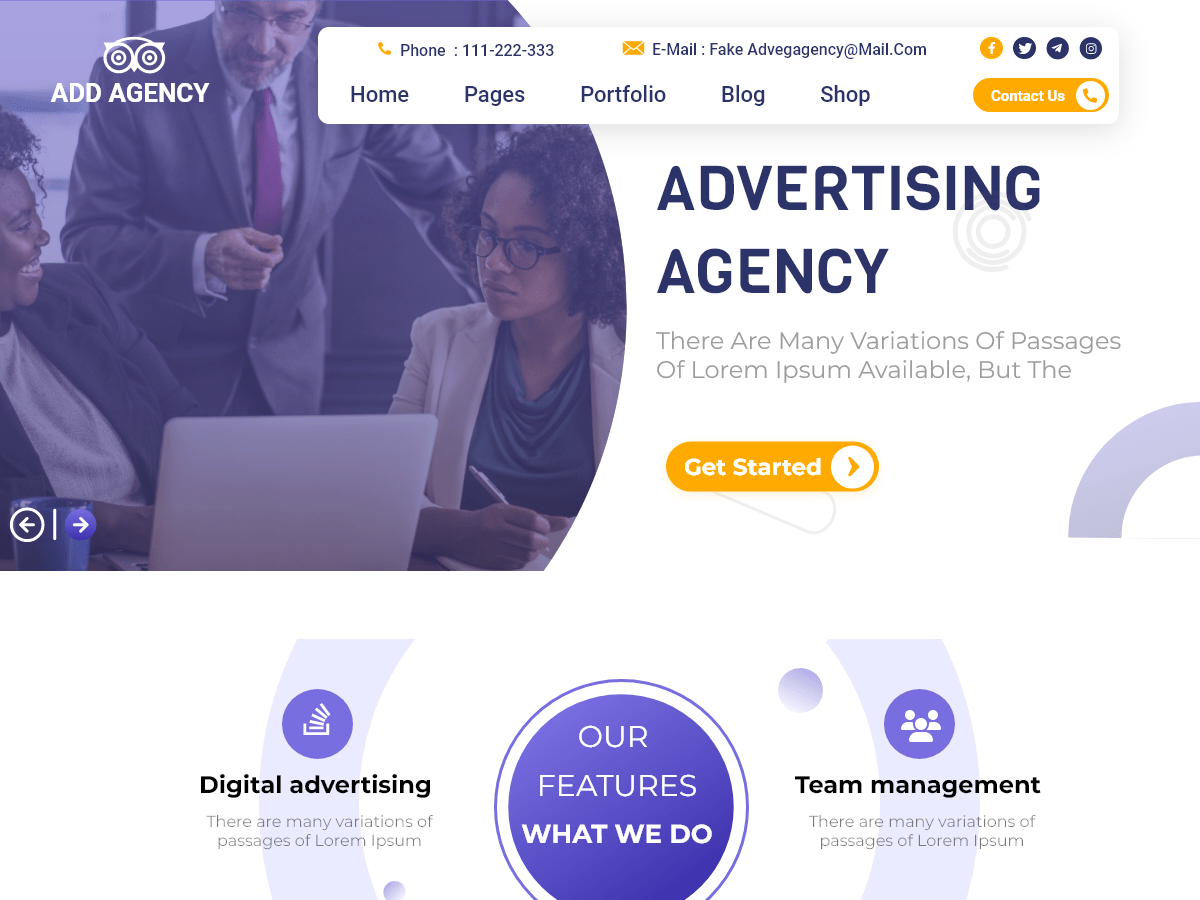 ADD AGENCY
Phone : 111-222-333
E-Mail : Fake Advegagency@Mail.Com
Home
Pages
Portfolio
Blog
Shop
Contact Us
ADVERTISING
AGENCY
There Are Many Variations Of Passages
Of Lorem Ipsum Available, But The
Get Started
OUR
FEATURES
WHAT WE DO
Digital advertising
There are many variations of
passages of Lorem Ipsum
Team management
There are many variations of
passages of Lorem Ipsum